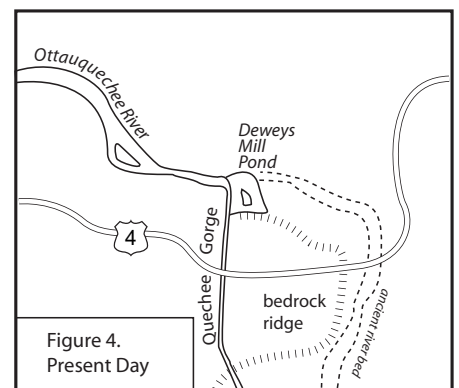 Ottauquechee River
Deweys
Mill
Pond
4
Quechee Gorge
bedrock
ridge
ancient river bed
Figure 4.
Present Day